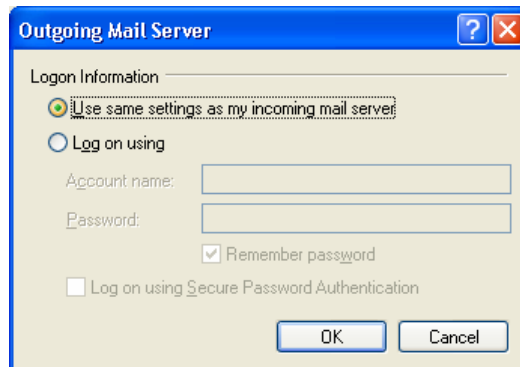 Outgoing Mail Server
Logon Information
Use same settings as my incoming mail server
Log on using
Account name:
Password:
Remember password
Log on using Secure Password Authentication
OK Cancel